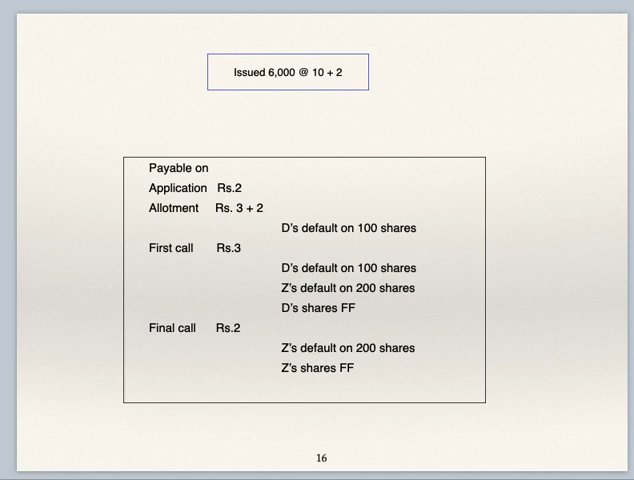 Issued 6,000 @ 10 + 2
Payable on
Application Rs.2
Allotment Rs. 3 + 2
D's default on 100 shares
First call Rs.3
D's default on 100 shares
Z's default on 200 shares
D's shares FF
Final call Rs.2
Z's default on 200 shares
Z's shares FF
16